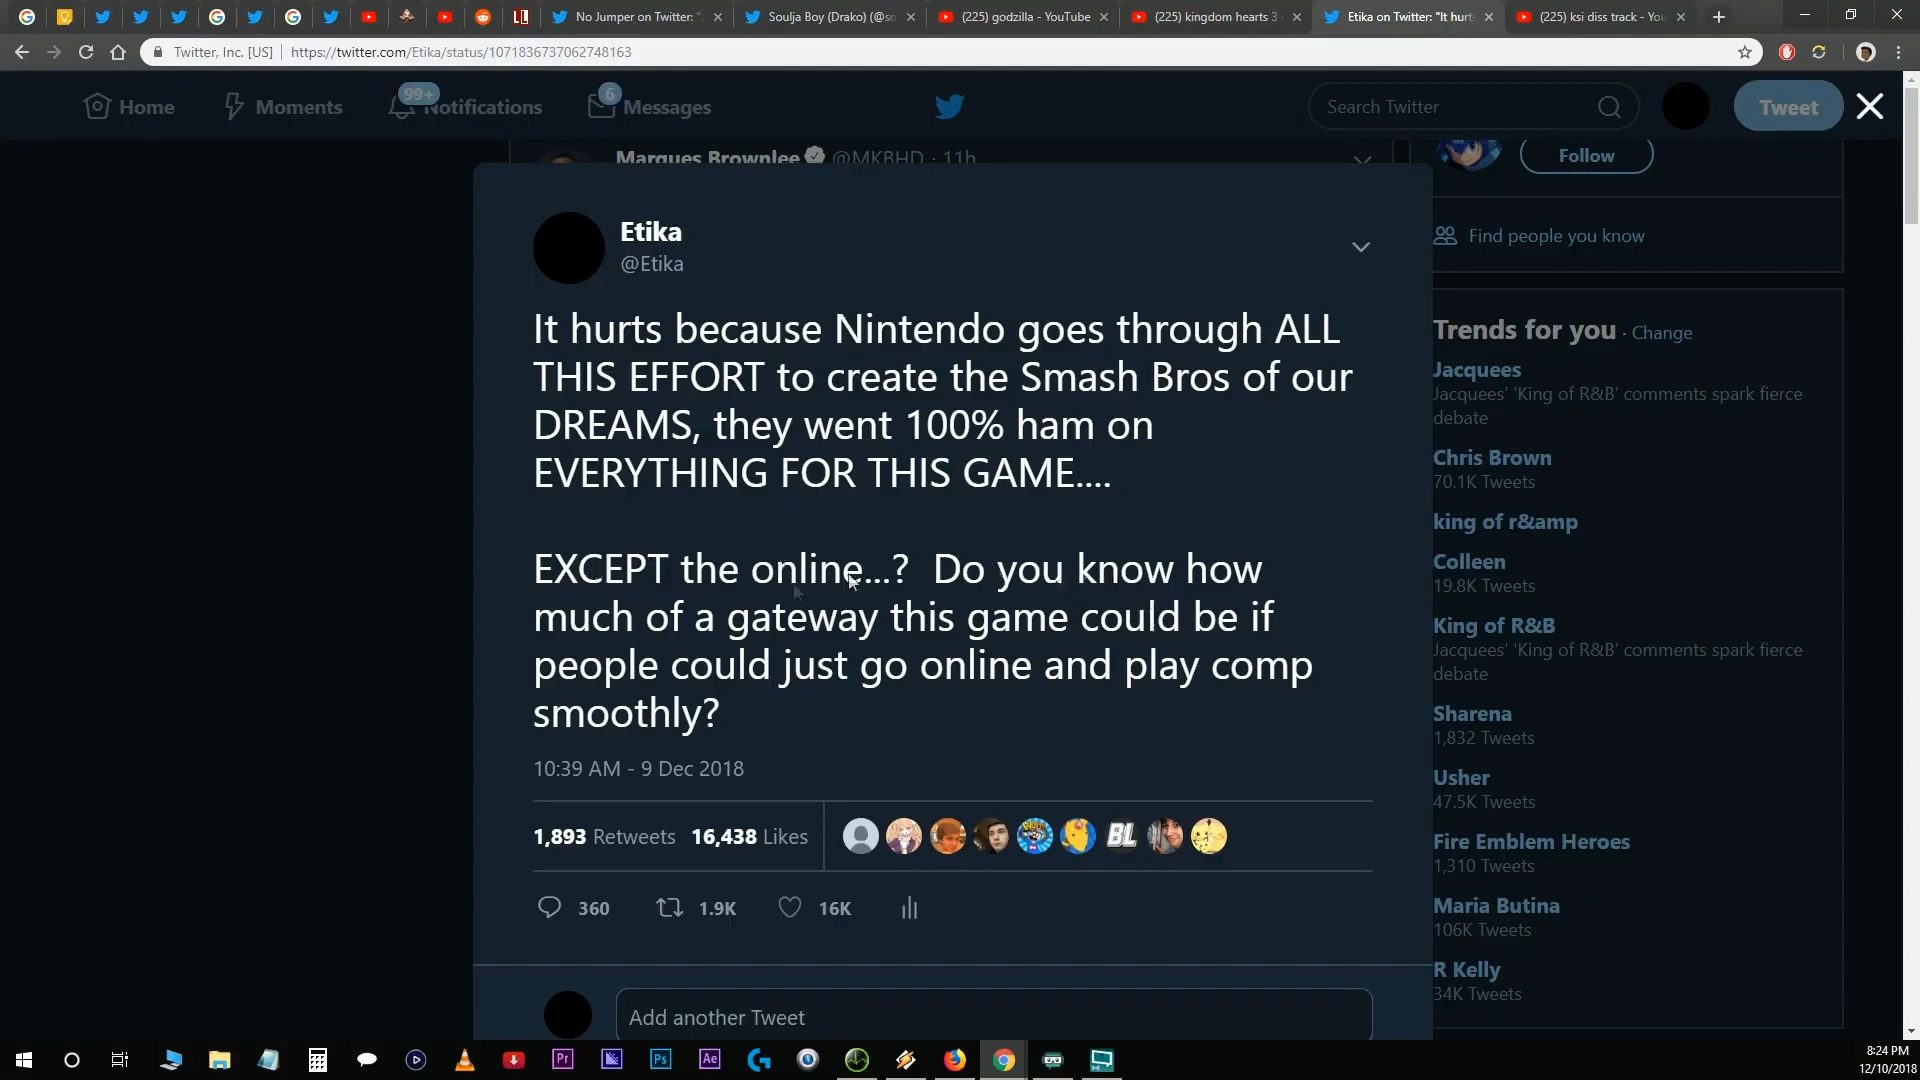 No Jumper on Twitter: "
Soulja Boy (Drako) (@so
(225) godzilla - YouTube
(225) kingdom hearts 3
Etika on Twitter: "It hurt
(225) ksi diss track - You
Twitter, Inc. [US] | https://twitter.com/Etika/status/1071836737062748163
Home
Moments
99+
Notifications
6
Messages
Search Twitter
Tweet
Marques Brownlee @MKBHD · 11h
Follow
Etika
@Etika
It hurts because Nintendo goes through ALL
THIS EFFORT to create the Smash Bros of our
DREAMS, they went 100% ham on
EVERYTHING FOR THIS GAME....
EXCEPT the online...?  Do you know how
much of a gateway this game could be if
people could just go online and play comp
smoothly?
10:39 AM - 9 Dec 2018
1,893 Retweets 16,438 Likes
BL
360
1.9K
16K
Add another Tweet
Find people you know
Trends for you · Change
Jacquees
Jacquees' 'King of R&B' comments spark fierce
debate
Chris Brown
70.1K Tweets
king of r&amp
Colleen
19.8K Tweets
King of R&B
Jacquees' 'King of R&B' comments spark fierce
debate
Sharena
1,832 Tweets
Usher
47.5K Tweets
Fire Emblem Heroes
1,310 Tweets
Maria Butina
106K Tweets
R Kelly
34K Tweets
Pr
Ps
Ae
8:24 PM
12/10/2018